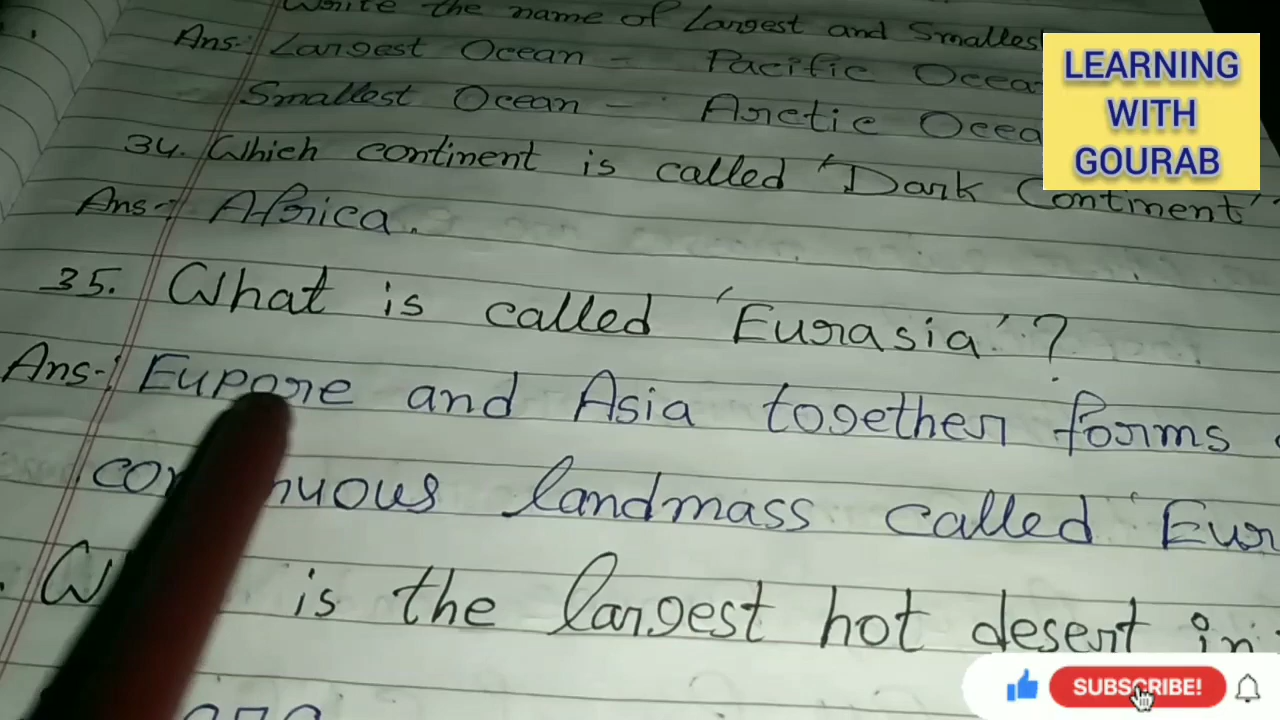 Write the name of Largest and Smallest
Ans: Largest Ocean - Pacific Ocea
Smallest Ocean - Arctic Ocea
34. Which continent is called 'Dark Continent'?
Ans-: Africa.
35. What is called 'Eurasia'?
Ans-: Eupore and Asia together forms
landmass called 'Eur
is the largest hot desert in
LEARNING
WITH
GOURAB
SUBSCRIBE!